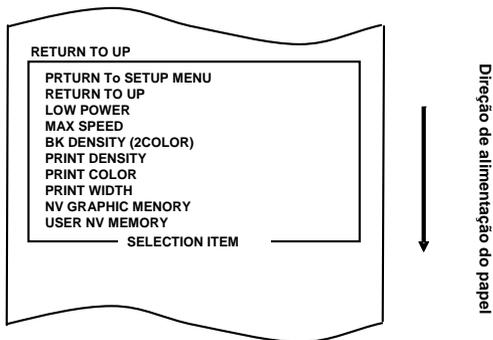 RETURN TO UP
PRTURN To SETUP MENU
RETURN TO UP
LOW POWER
MAX SPEED
BK DENSITY (2COLOR)
PRINT DENSITY
PRINT COLOR
PRINT WIDTH
NV GRAPHIC MENORY
USER NV MEMORY
SELECTION ITEM
Direção de alimentação do papel